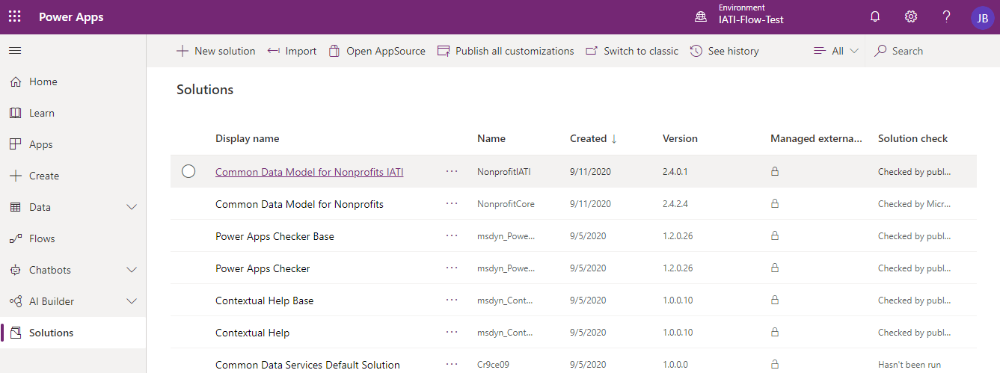 Power Apps
Environment
IATI-Flow-Test
JB
New solution Import Open AppSource Publish all customizations Switch to classic See history All Search
Home
Learn
Apps
Create
Data
Flows
Chatbots
AI Builder
Solutions
Solutions
Display name Name Created ↓ Version Managed externa... Solution check
Common Data Model for Nonprofits IATI ... NonprofitIATI 9/11/2020 2.4.0.1 Checked by publ...
Common Data Model for Nonprofits ... NonprofitCore 9/11/2020 2.4.2.4 Checked by Micr...
Power Apps Checker Base ... msdyn_Powe... 9/5/2020 1.2.0.26 Checked by publ...
Power Apps Checker ... msdyn_Powe... 9/5/2020 1.2.0.26 Checked by publ...
Contextual Help Base ... msdyn_Cont... 9/5/2020 1.0.0.10 Checked by publ...
Contextual Help ... msdyn_Cont... 9/5/2020 1.0.0.10 Checked by publ...
Common Data Services Default Solution ... Cr9ce09 9/5/2020 1.0.0.0 Hasn't been run